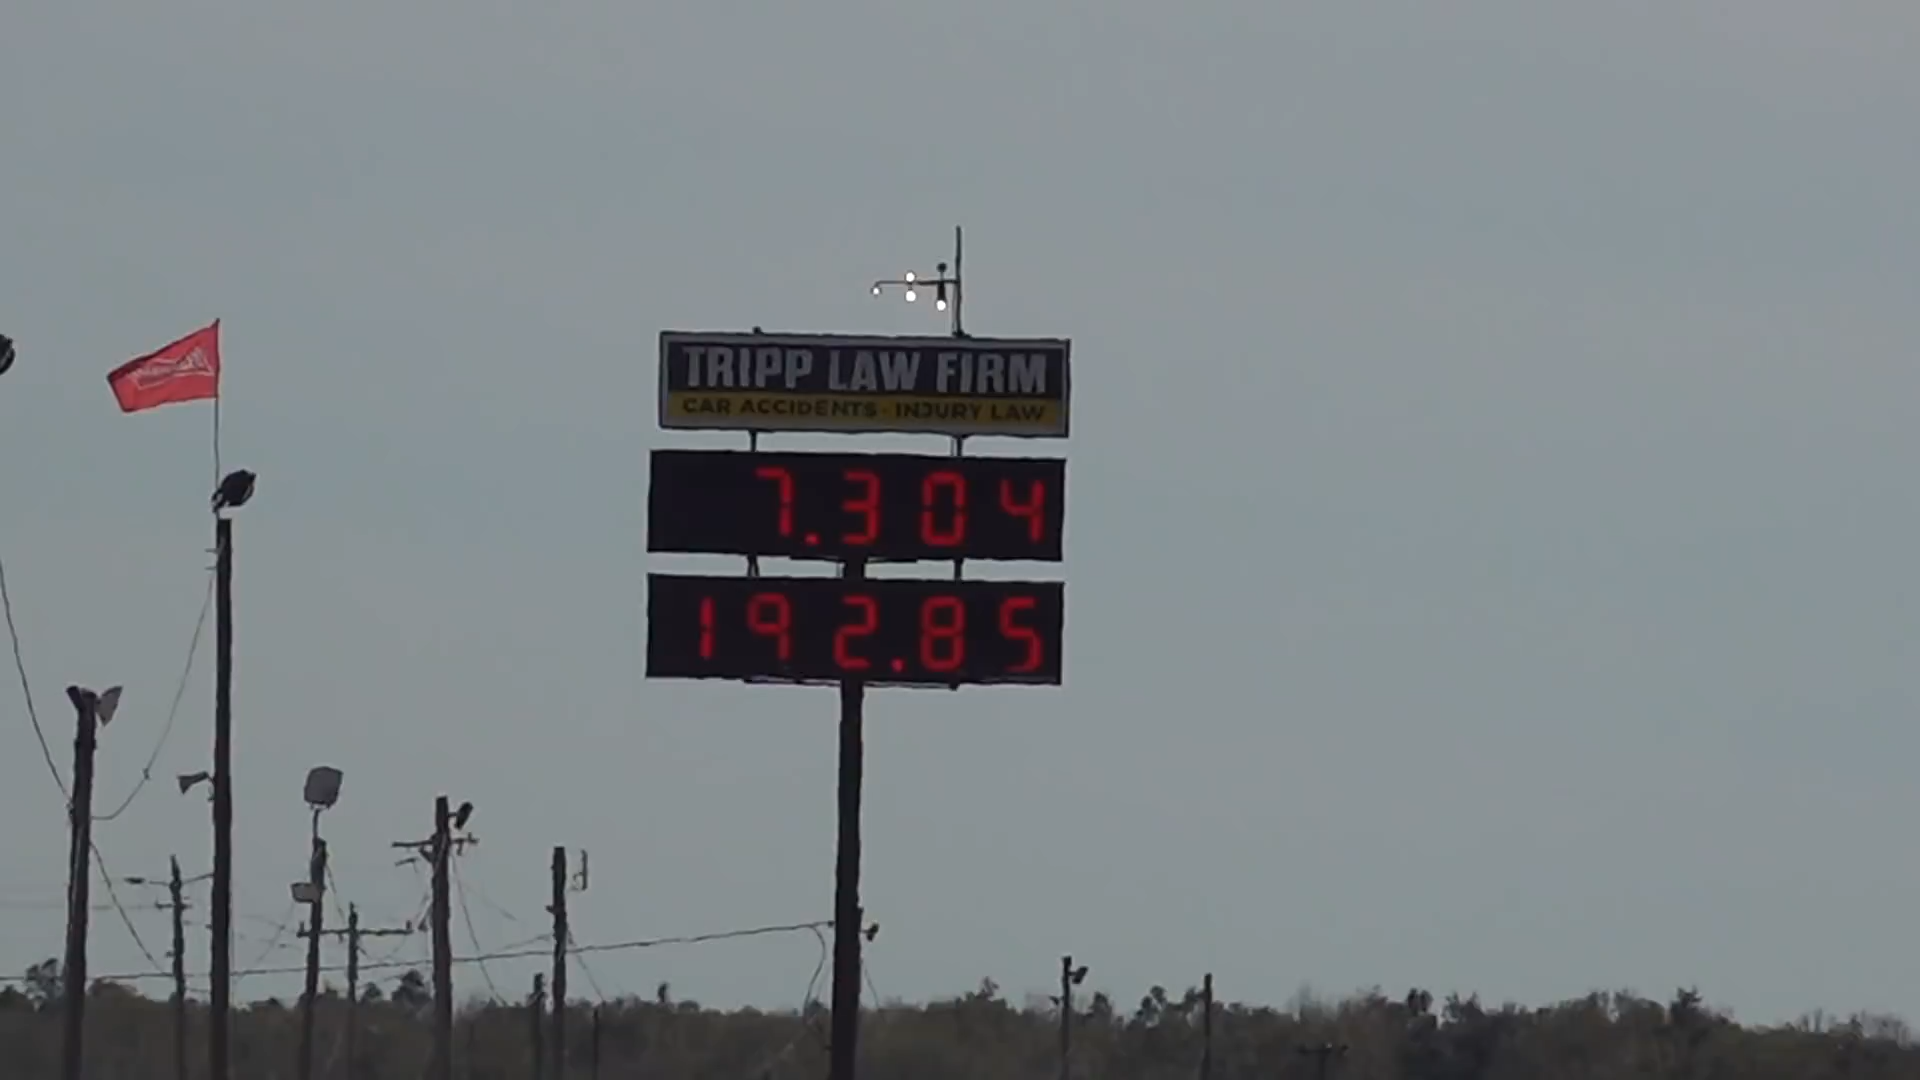 TRIPP LAW FIRM
CAR ACCIDENTS - INJURY LAW
7.304
192.85